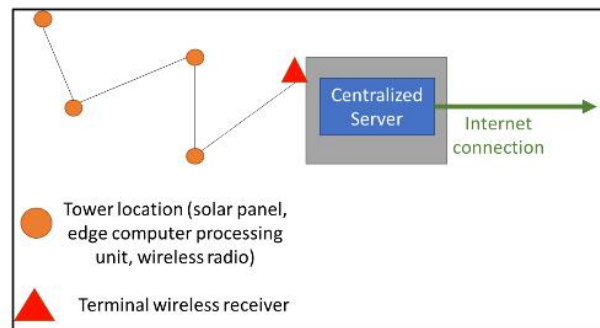 Centralized
Server
Internet
connection
Tower location (solar panel,
edge computer processing
unit, wireless radio)
Terminal wireless receiver